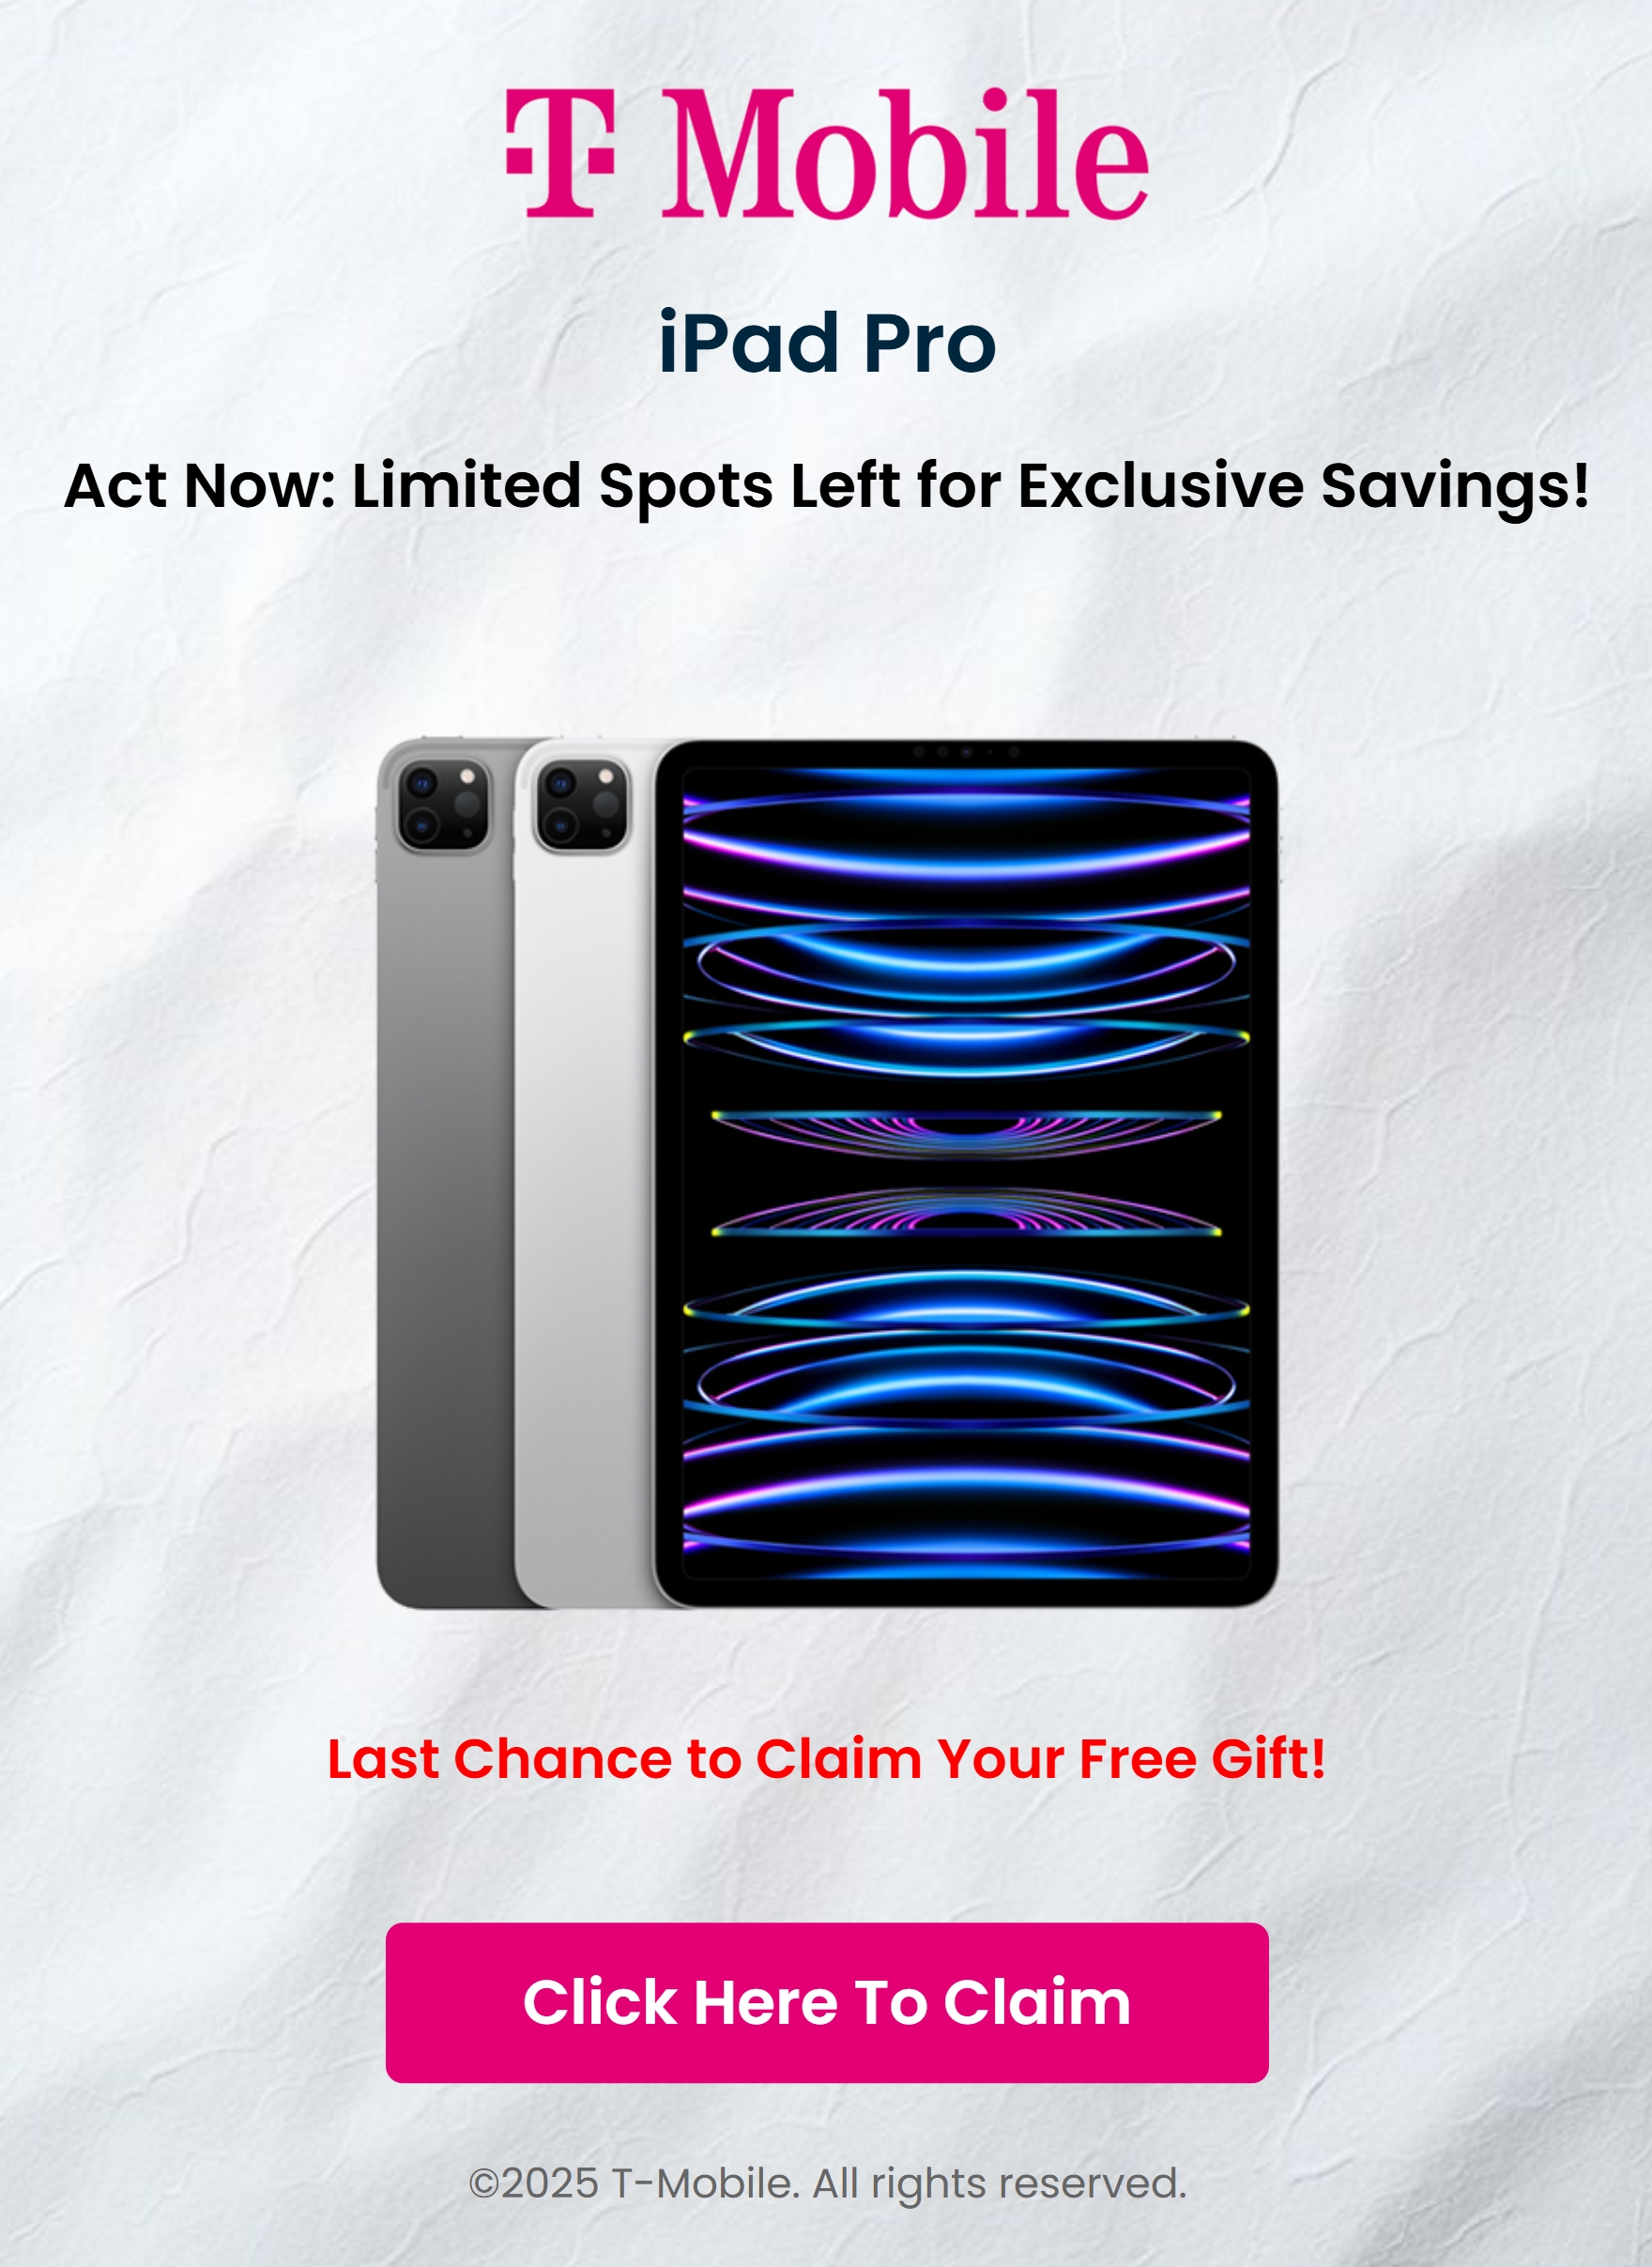 T Mobile
iPad Pro
Act Now: Limited Spots Left for Exclusive Savings!
Last Chance to Claim Your Free Gift!
Click Here To Claim
©2025 T-Mobile. All rights reserved.